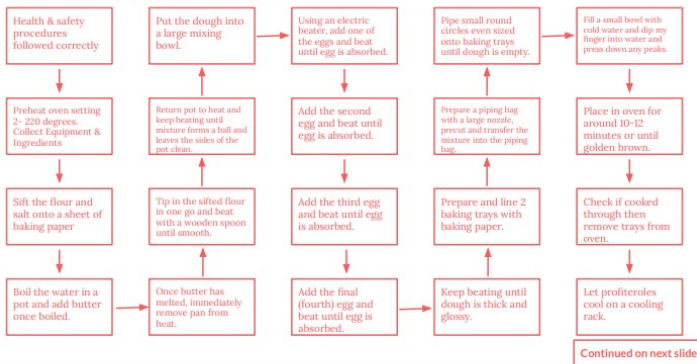 Health & safety
procedures
followed correctly
Preheat oven setting
2- 220 degrees.
Collect Equipment &
Ingredients
Sift the flour and
salt onto a sheet of
baking paper
Boil the water in a
pot and add butter
once boiled.
Once butter has
melted, immediately
remove pan from
heat.
Tip in the sifted flour
in one go and beat
with a wooden spoon
until smooth.
Return pot to heat and
keep beating until
mixture forms a ball and
leaves the sides of the
pot clean.
Put the dough into
a large mixing
bowl.
Using an electric
beater, add one of
the eggs and beat
until egg is absorbed.
Add the second
egg and beat until
egg is absorbed.
Add the third egg
and beat until egg
is absorbed.
Add the final
(fourth) egg and
beat until egg is
absorbed.
Keep beating until
dough is thick and
glossy.
Prepare and line 2
baking trays with
baking paper.
Prepare a piping bag
with a large nozzle,
precut and transfer the
mixture into the piping
bag.
Pipe small round
circles even sized
onto baking trays
until dough is empty.
Fill a small bowl with
cold water and dip my
finger into water and
press down any peaks.
Place in oven for
around 10-12
minutes or until
golden brown.
Check if cooked
through then
remove trays from
oven.
Let profiteroles
cool on a cooling
rack.
Continued on next slide